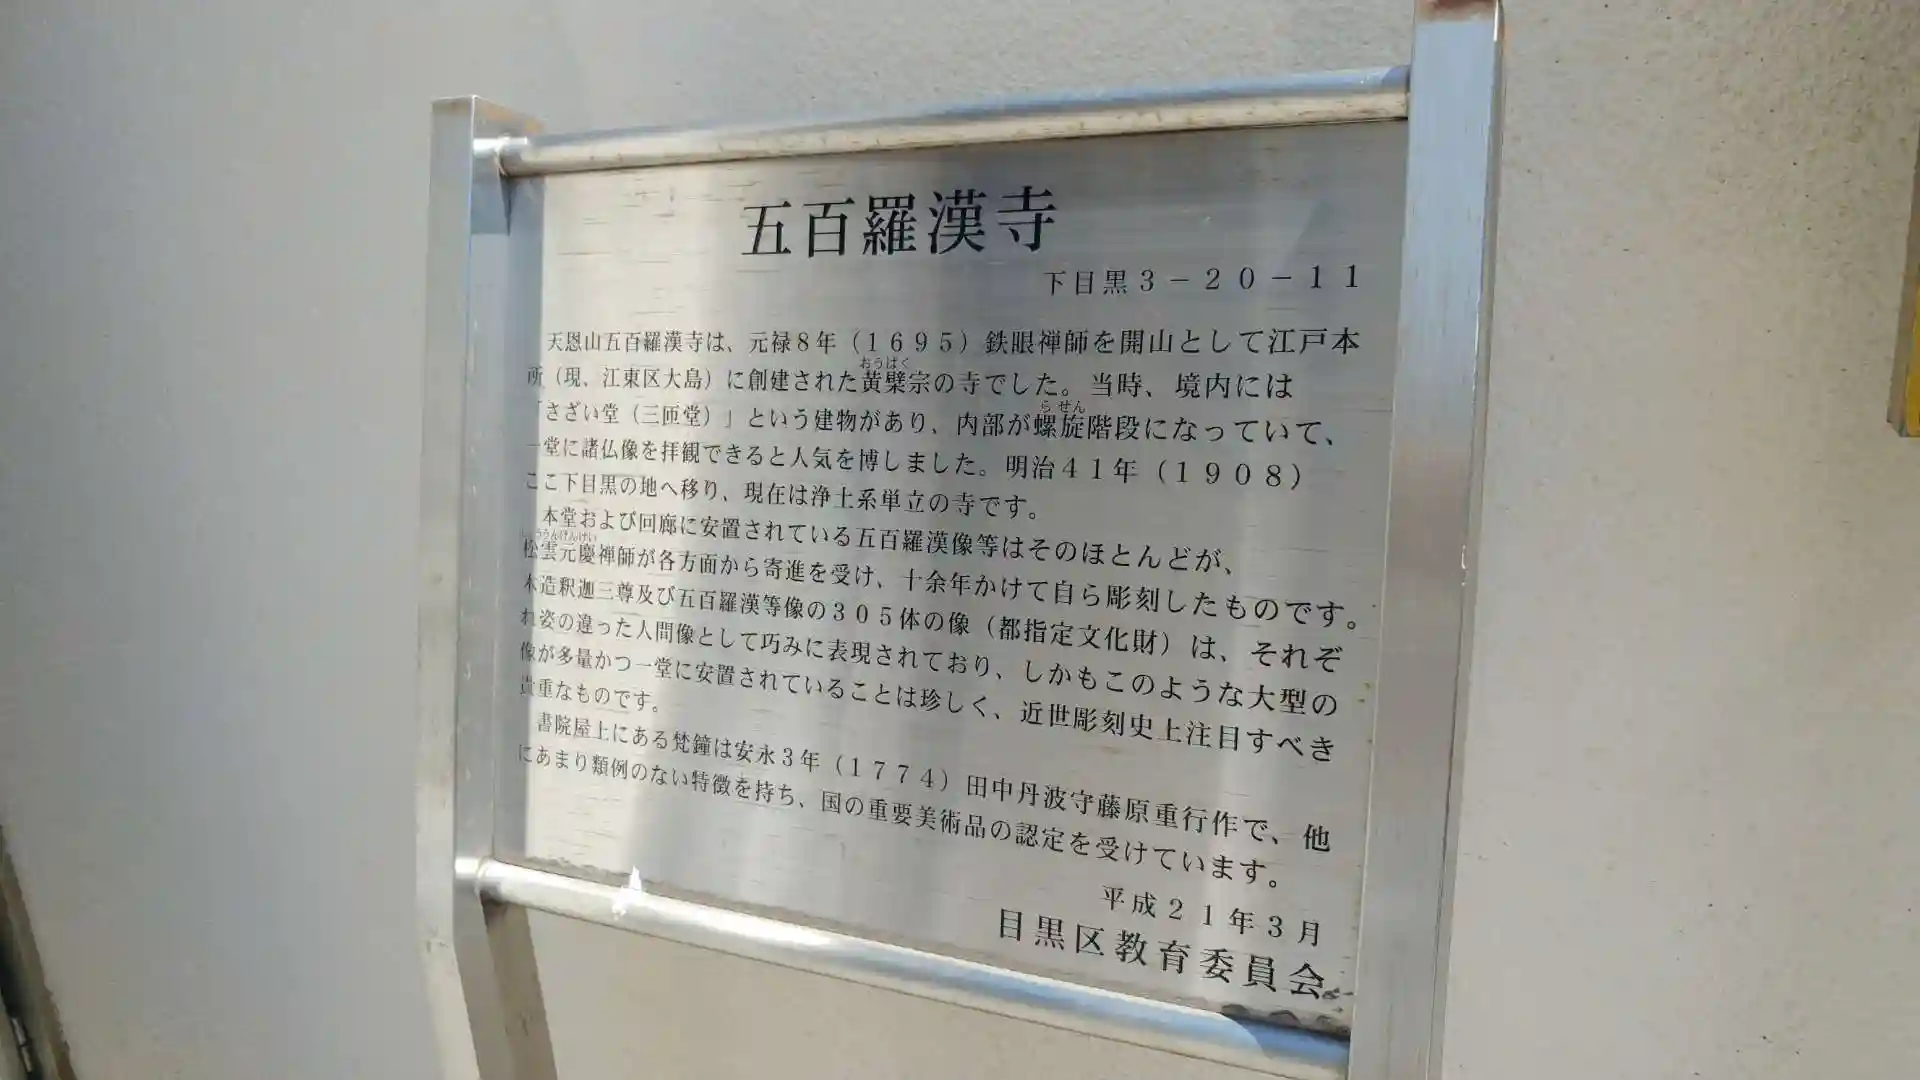 五百羅漢寺
下目黒３－２０－１１
天恩山五百羅漢寺は、元禄８年（１６９５）鉄眼禅師を開山として江戸本
所（現、江東区大島）に創建された黄檗宗の寺でした。当時、境内には
おうばく
「さざい堂（三匝堂）」という建物があり、内部が螺旋階段になっていて、
らせん
一堂に諸仏像を拝観できると人気を博しました。明治４１年（１９０８）
ここ下目黒の地へ移り、現在は浄土系単立の寺です。
本堂および回廊に安置されている五百羅漢像等はそのほとんどが、
松雲元慶禅師が各方面から寄進を受け、十余年かけて自ら彫刻したものです。
木造釈迦三尊及び五百羅漢等像の３０５体の像（都指定文化財）は、それぞ
れ姿の違った人間像として巧みに表現されており、しかもこのような大型の
像が多量かつ一堂に安置されていることは珍しく、近世彫刻史上注目すべき
貴重なものです。
書院屋上にある梵鐘は安永３年（１７７４）田中丹波守藤原重行作で、他
にあまり類例のない特徴を持ち、国の重要美術品の認定を受けています。
平成２１年３月
目黒区教育委員会